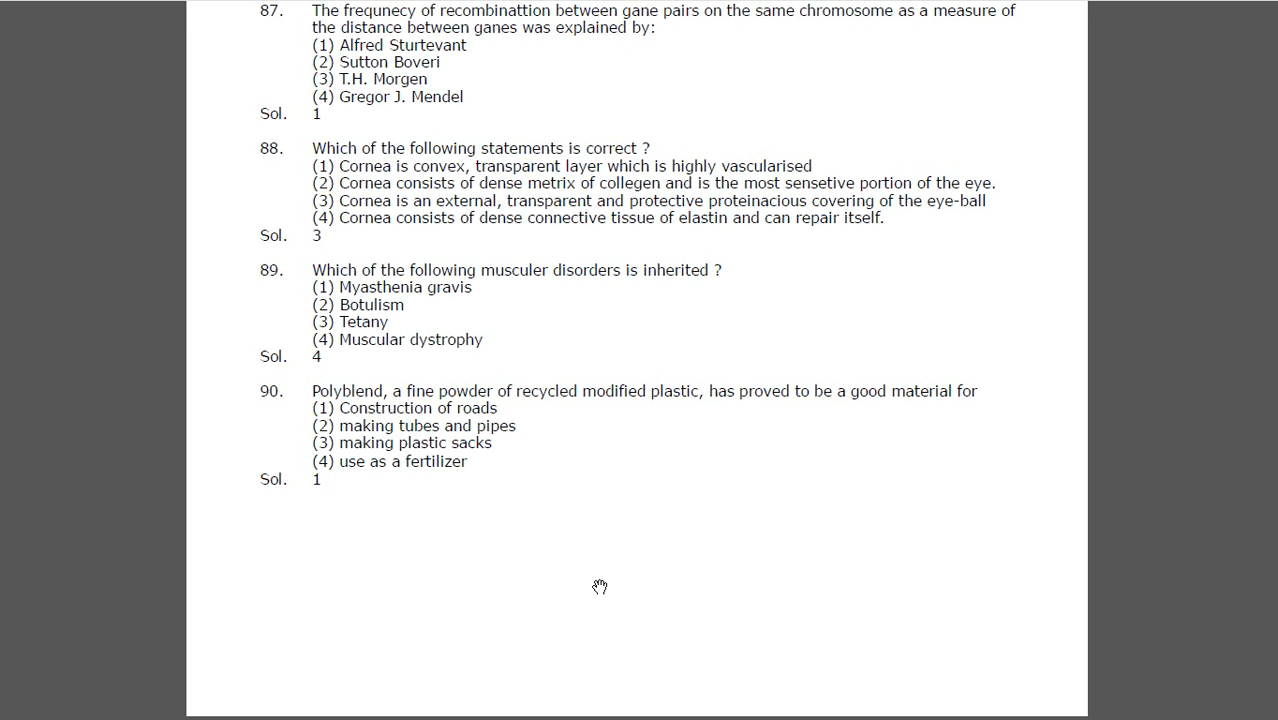 87. The frequnecy of recombinattion between gane pairs on the same chromosome as a measure of
the distance between ganes was explained by:
(1) Alfred Sturtevant
(2) Sutton Boveri
(3) T.H. Morgen
(4) Gregor J. Mendel
Sol. 1
88. Which of the following statements is correct ?
(1) Cornea is convex, transparent layer which is highly vascularised
(2) Cornea consists of dense metrix of collegen and is the most sensetive portion of the eye.
(3) Cornea is an external, transparent and protective proteinacious covering of the eye-ball
(4) Cornea consists of dense connective tissue of elastin and can repair itself.
Sol. 3
89. Which of the following musculer disorders is inherited ?
(1) Myasthenia gravis
(2) Botulism
(3) Tetany
(4) Muscular dystrophy
Sol. 4
90. Polyblend, a fine powder of recycled modified plastic, has proved to be a good material for
(1) Construction of roads
(2) making tubes and pipes
(3) making plastic sacks
(4) use as a fertilizer
Sol. 1